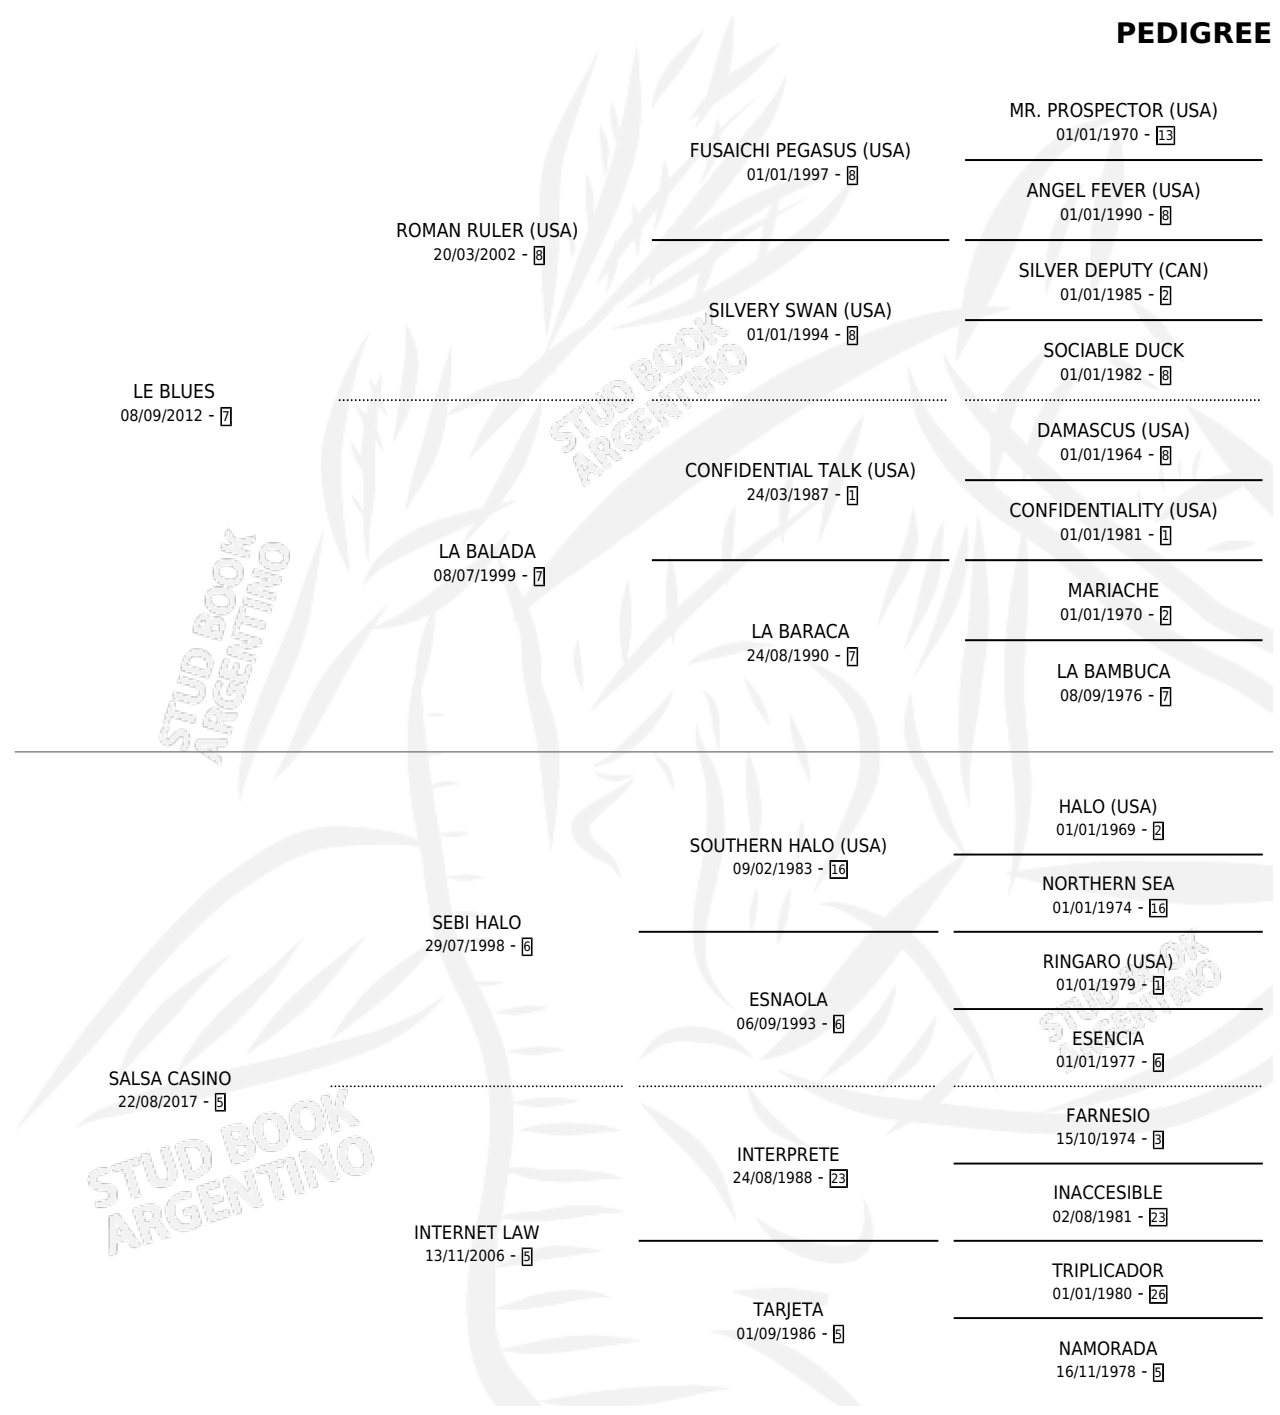 PEDIGREE
MR. PROSPECTOR (USA)
01/01/1970 - 13
FUSAICHI PEGASUS (USA)
01/01/1997 - 8
ANGEL FEVER (USA)
01/01/1990 - 8
ROMAN RULER (USA)
20/03/2002 - 8
SILVER DEPUTY (CAN)
01/01/1985 - 2
SILVERY SWAN (USA)
01/01/1994 - 8
SOCIABLE DUCK
01/01/1982 - 8
LE BLUES
08/09/2012 - 7
STUD BOOK
ARGENTINO
DAMASCUS (USA)
01/01/1964 - 8
CONFIDENTIAL TALK (USA)
24/03/1987 - 1
CONFIDENTIALITY (USA)
01/01/1981 - 1
LA BALADA
08/07/1999 - 7
MARIACHE
01/01/1970 - 2
LA BARACA
24/08/1990 - 7
LA BAMBUCA
08/09/1976 - 7
STUD BOOK
ARGENTINO
HALO (USA)
01/01/1969 - 2
SOUTHERN HALO (USA)
09/02/1983 - 16
NORTHERN SEA
01/01/1974 - 16
SEBI HALO
29/07/1998 - 6
RINGARO (USA)
01/01/1979 - 1
ESNAOLA
06/09/1993 - 6
STUD BOOK
ARGENTINO
ESENCIA
01/01/1977 - 6
SALSA CASINO
22/08/2017 - 5
FARNESIO
15/10/1974 - 3
INTERPRETE
24/08/1988 - 23
STUD BOOK
ARGENTINO
INACCESIBLE
02/08/1981 - 23
INTERNET LAW
13/11/2006 - 5
TRIPLICADOR
01/01/1980 - 26
TARJETA
01/09/1986 - 5
NAMORADA
16/11/1978 - 5